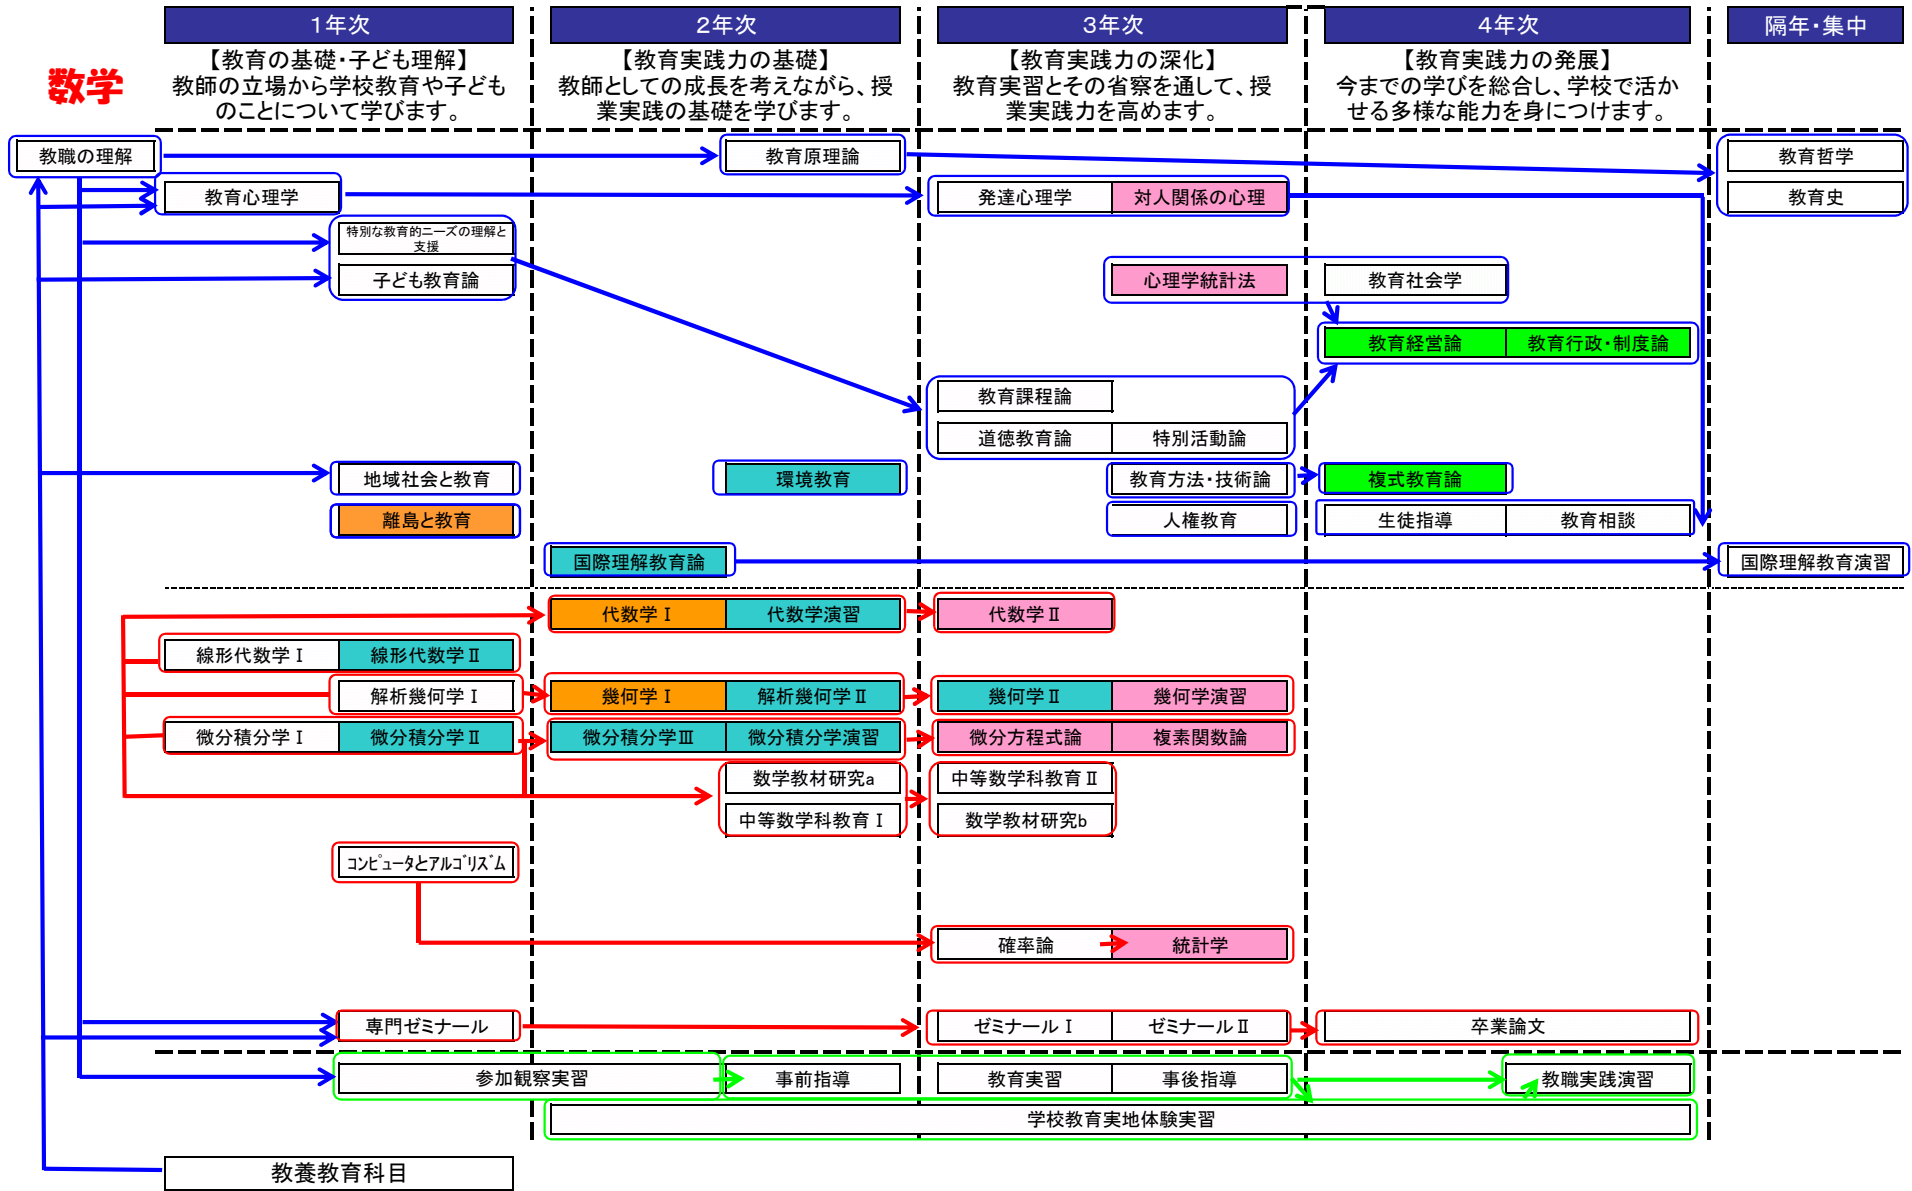 1年次
2年次
3年次
4年次
隔年・集中
数学
【教育の基礎・子ども理解】
教師の立場から学校教育や子ども
のことについて学びます。
【教育実践力の基礎】
教師としての成長を考えながら、授
業実践の基礎を学びます。
【教育実践力の深化】
教育実習とその省察を通して、授
業実践力を高めます。
【教育実践力の発展】
今までの学びを総合し、学校で活か
せる多様な能力を身につけます。
教職の理解
教育原理論
教育哲学
教育心理学
発達心理学
対人関係の心理
教育史
特別な教育的ニーズの理解と
支援
子ども教育論
心理学統計法
教育社会学
教育経営論
教育行政・制度論
教育課程論
道徳教育論
特別活動論
地域社会と教育
環境教育
教育方法・技術論
複式教育論
離島と教育
人権教育
生徒指導
教育相談
国際理解教育論
国際理解教育演習
代数学Ⅰ
代数学演習
代数学Ⅱ
線形代数学Ⅰ
線形代数学Ⅱ
解析幾何学Ⅰ
幾何学Ⅰ
解析幾何学Ⅱ
幾何学Ⅱ
幾何学演習
微分積分学Ⅰ
微分積分学Ⅱ
微分積分学Ⅲ
微分積分学演習
微分方程式論
複素関数論
数学教材研究a
中等数学科教育Ⅱ
中等数学科教育Ⅰ
数学教材研究b
コンピュータとアルゴリズム
確率論
統計学
専門ゼミナール
ゼミナールⅠ
ゼミナールⅡ
卒業論文
参加観察実習
事前指導
教育実習
事後指導
教職実践演習
学校教育実地体験実習
教養教育科目